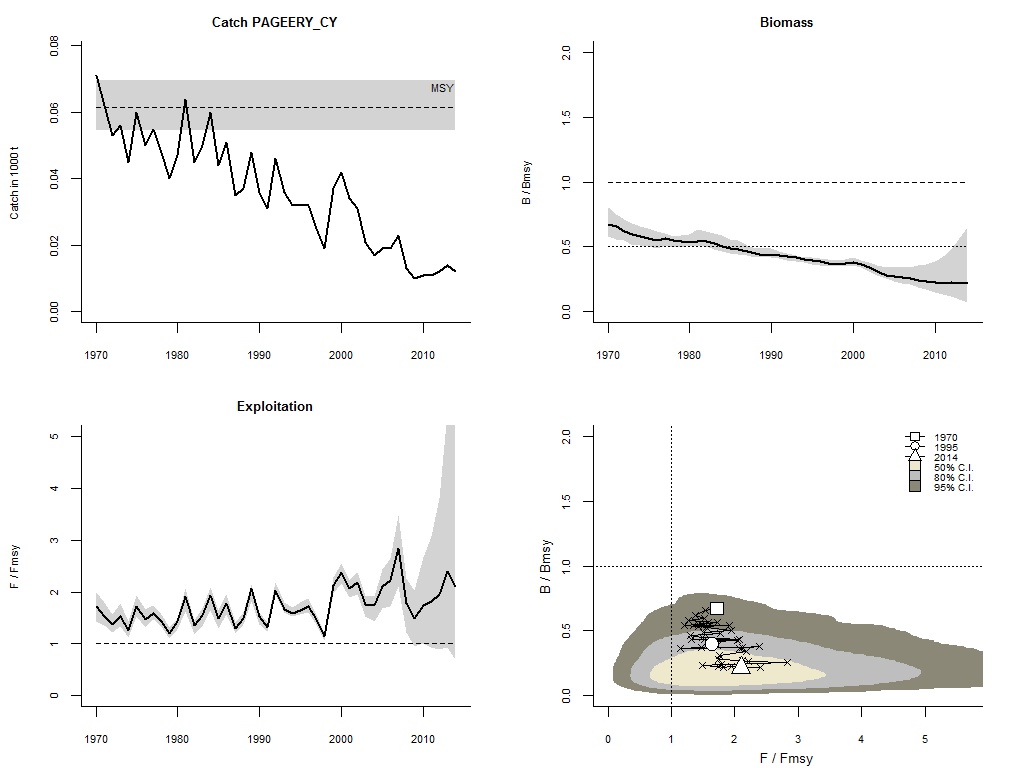 Catch PAGEERY_CY
Catch in 1000 t
0.08
0.06
0.04
0.02
0.00
MSY
1970 1980 1990 2000 2010
Biomass
B / Bmsy
2.0
1.5
1.0
0.5
0.0
1970 1980 1990 2000 2010
Exploitation
F / Fmsy
5
4
3
2
1
0
1970 1980 1990 2000 2010
B / Bmsy
2.0
1.5
1.0
0.5
0.0
1970
1995
2014
50% C.I.
80% C.I.
95% C.I.
0 1 2 3 4 5
F / Fmsy